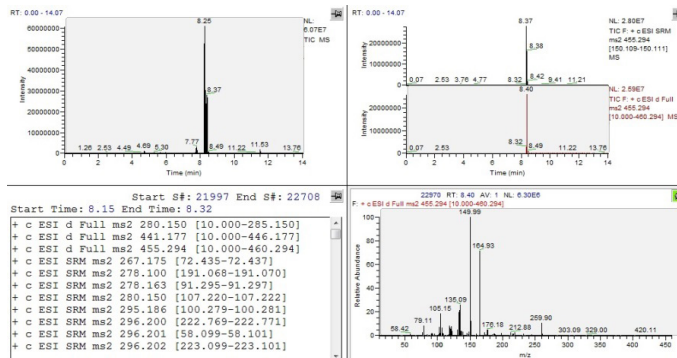 RT: 0.00 - 14.07
NL:
6.07E7
TIC MS
8.25
8.37
7.77
8.49
1.26 2.53 4.49 4.69 5.30 11.22 11.53 13.76
60000000
50000000
40000000
30000000
20000000
10000000
0
Intensity
0 2 4 6 8 10 12 14
Time (min)
RT: 0.00 - 14.07
8.37
8.38
8.42
0.07 2.53 3.76 4.77 8.32 9.41 11.21
20000000
10000000
0
Intensity
NL: 2.80E7
TIC F: + c ESI SRM
ms2 455.294
[150.109-150.111]
MS
8.40
8.32
8.49
0.07 2.53 11.22 13.76
20000000
10000000
0
Intensity
NL: 2.59E7
TIC F: + c ESI d Full
ms2 455.294
[10.000-460.294] MS
0 2 4 6 8 10 12 14
Time (min)
Start S#: 21997 End S#: 22708
Start Time: 8.15 End Time: 8.32
+ c ESI d Full ms2 280.150 [10.000-285.150]
+ c ESI d Full ms2 441.177 [10.000-446.177]
+ c ESI d Full ms2 455.294 [10.000-460.294]
+ c ESI SRM ms2 267.175 [72.435-72.437]
+ c ESI SRM ms2 278.100 [191.068-191.070]
+ c ESI SRM ms2 278.163 [91.295-91.297]
+ c ESI SRM ms2 280.150 [107.220-107.222]
+ c ESI SRM ms2 295.186 [100.279-100.281]
+ c ESI SRM ms2 296.200 [222.769-222.771]
+ c ESI SRM ms2 296.201 [58.099-58.101]
+ c ESI SRM ms2 296.202 [223.099-223.101]
22970 RT: 8.40 AV: 1 NL: 6.30E6
F: + c ESI d Full ms2 455.294 [10.000-460.294]
149.99
164.93
135.09
105.15
79.11
58.42
176.18
212.88
259.90
303.09 329.00 420.11
100
80
60
40
20
0
Relative Abundance
50 100 150 200 250 300 350 400 450
m/z